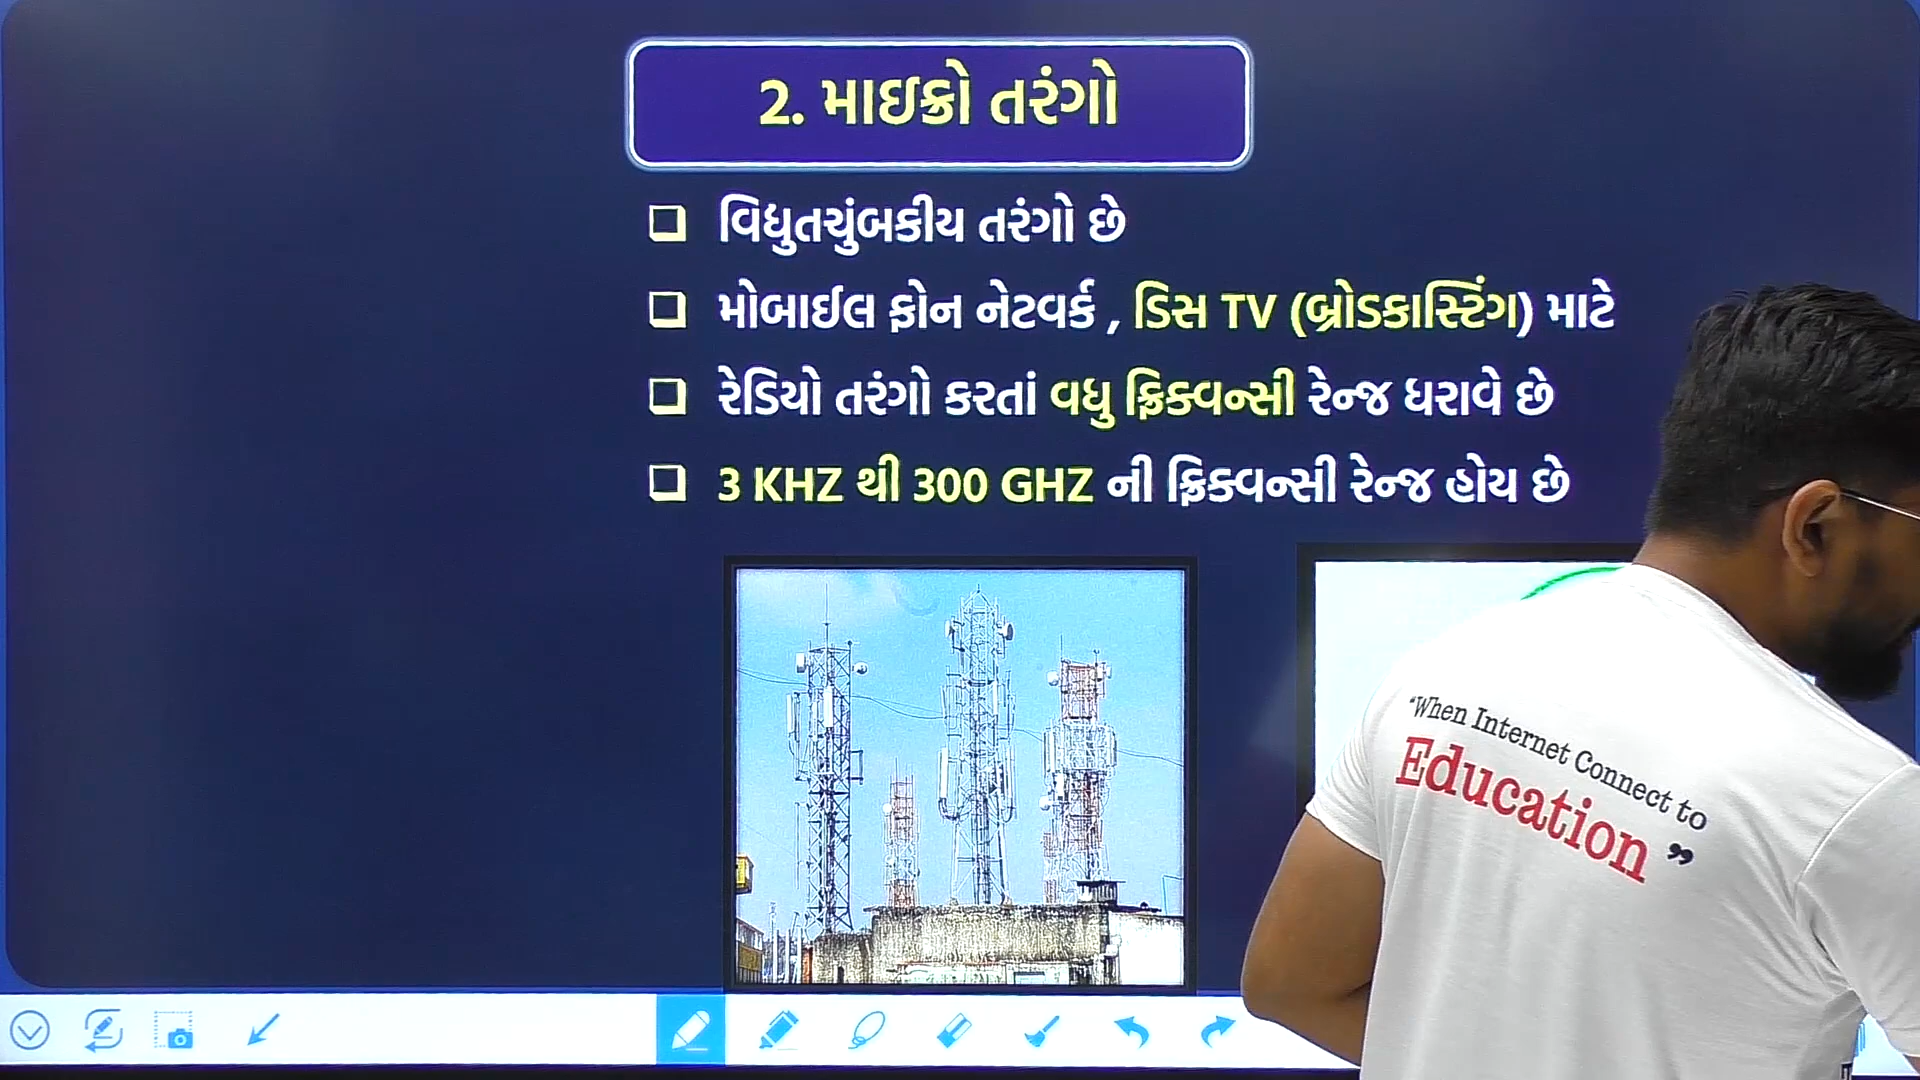 2. માઇક્રો તરંગો
❑ વિદ્યુતચુંબકીય તરંગો છે
❑ મોબાઈલ ફોન નેટવર્ક , ડિસ TV (બ્રોડકાસ્ટિંગ) માટે
❑ રેડિયો તરંગો કરતાં વધુ ફ્રિક્વન્સી રેન્જ ધરાવે છે
❑ 3 KHZ થી 300 GHZ ની ફ્રિક્વન્સી રેન્જ હોય છે
“When Internet Connect to
Education ”